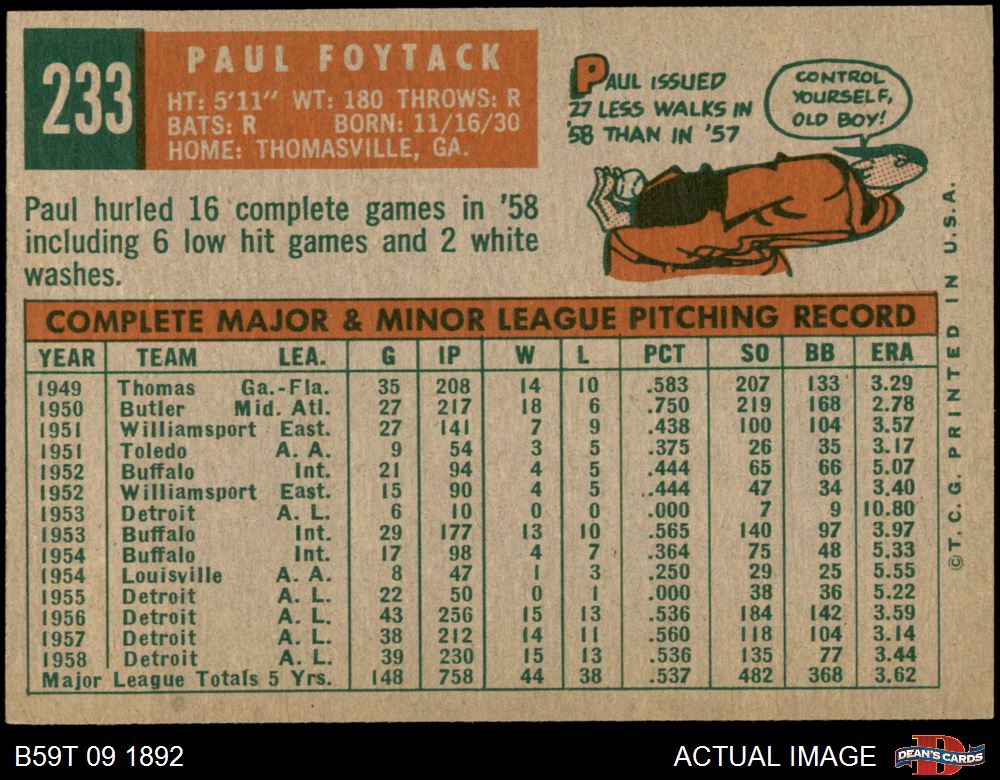 233
PAUL FOYTACK
HT: 5'11" WT: 180 THROWS: R
BATS: R BORN: 11/16/30
HOME: THOMASVILLE, GA.
PAUL ISSUED
27 LESS WALKS IN
'58 THAN IN '57
CONTROL
YOURSELF,
OLD BOY!
Paul hurled 16 complete games in '58
including 6 low hit games and 2 white
washes.
COMPLETE MAJOR & MINOR LEAGUE PITCHING RECORD
YEAR TEAM LEA. G IP W L PCT SO BB ERA
1949 Thomas Ga.-Fla. 35 208 14 10 .583 207 133 3.29
1950 Butler Mid. Atl. 27 217 18 6 .750 219 168 2.78
1951 Williamsport East. 27 141 7 9 .438 100 104 3.57
1951 Toledo A. A. 9 54 3 5 .375 26 35 3.17
1952 Buffalo Int. 21 94 4 5 .444 65 66 5.07
1952 Williamsport East. 15 90 4 5 .444 47 34 3.40
1953 Detroit A. L. 6 10 0 0 .000 7 9 10.80
1953 Buffalo Int. 29 177 13 10 .565 140 97 3.97
1954 Buffalo Int. 17 98 4 7 .364 75 48 5.33
1954 Louisville A. A. 8 47 1 3 .250 29 25 5.55
1955 Detroit A. L. 22 50 0 1 .000 38 36 5.22
1956 Detroit A. L. 43 256 15 13 .536 184 142 3.59
1957 Detroit A. L. 38 212 14 11 .560 118 104 3.14
1958 Detroit A. L. 39 230 15 13 .536 135 77 3.44
Major League Totals 5 Yrs. 148 758 44 38 .537 482 368 3.62
© T. C. G. PRINTED IN U.S.A.
B59T 09 1892
ACTUAL IMAGE
DEAN'S CARDS